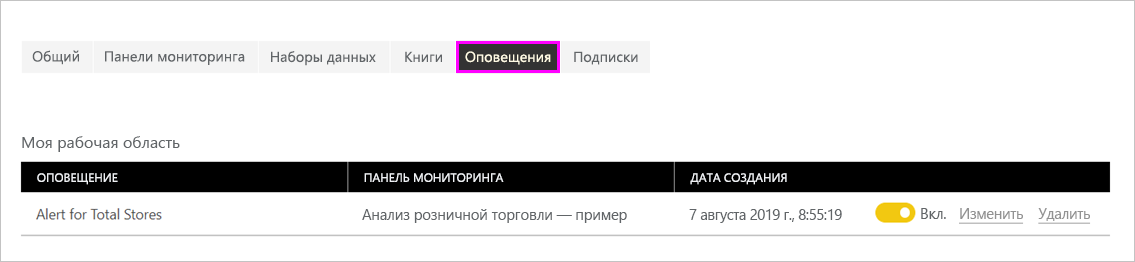 Общий Панели мониторинга Наборы данных Книги Оповещения Подписки
Моя рабочая область
ОПОВЕЩЕНИЕ ПАНЕЛЬ МОНИТОРИНГА ДАТА СОЗДАНИЯ
Alert for Total Stores Анализ розничной торговли — пример 7 августа 2019 г., 8:55:19 Вкл. Изменить Удалить